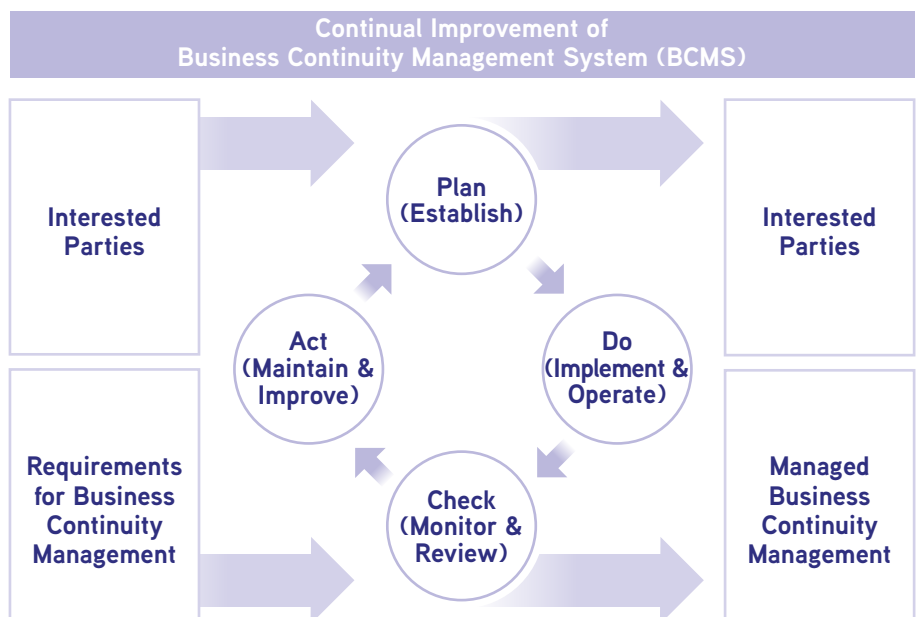 Continual Improvement of
Business Continuity Management System (BCMS)
Interested
Parties
Plan
(Establish)
Interested
Parties
Act
(Maintain &
Improve)
Do
(Implement &
Operate)
Requirements
for Business
Continuity
Management
Check
(Monitor &
Review)
Managed
Business
Continuity
Management